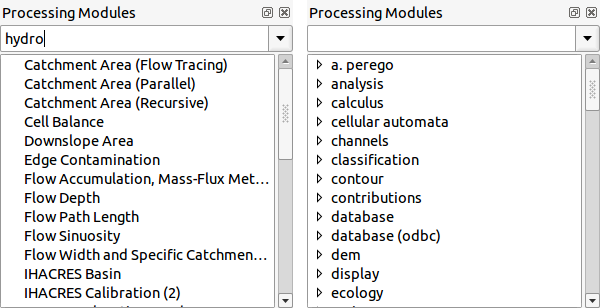 Processing Modules
hydro
Catchment Area (Flow Tracing)
Catchment Area (Parallel)
Catchment Area (Recursive)
Cell Balance
Downslope Area
Edge Contamination
Flow Accumulation, Mass-Flux Met...
Flow Depth
Flow Path Length
Flow Sinuosity
Flow Width and Specific Catchmen...
IHACRES Basin
IHACRES Calibration (2)
Processing Modules
a. perego
analysis
calculus
cellular automata
channels
classification
contour
contributions
database
database (odbc)
dem
display
ecology